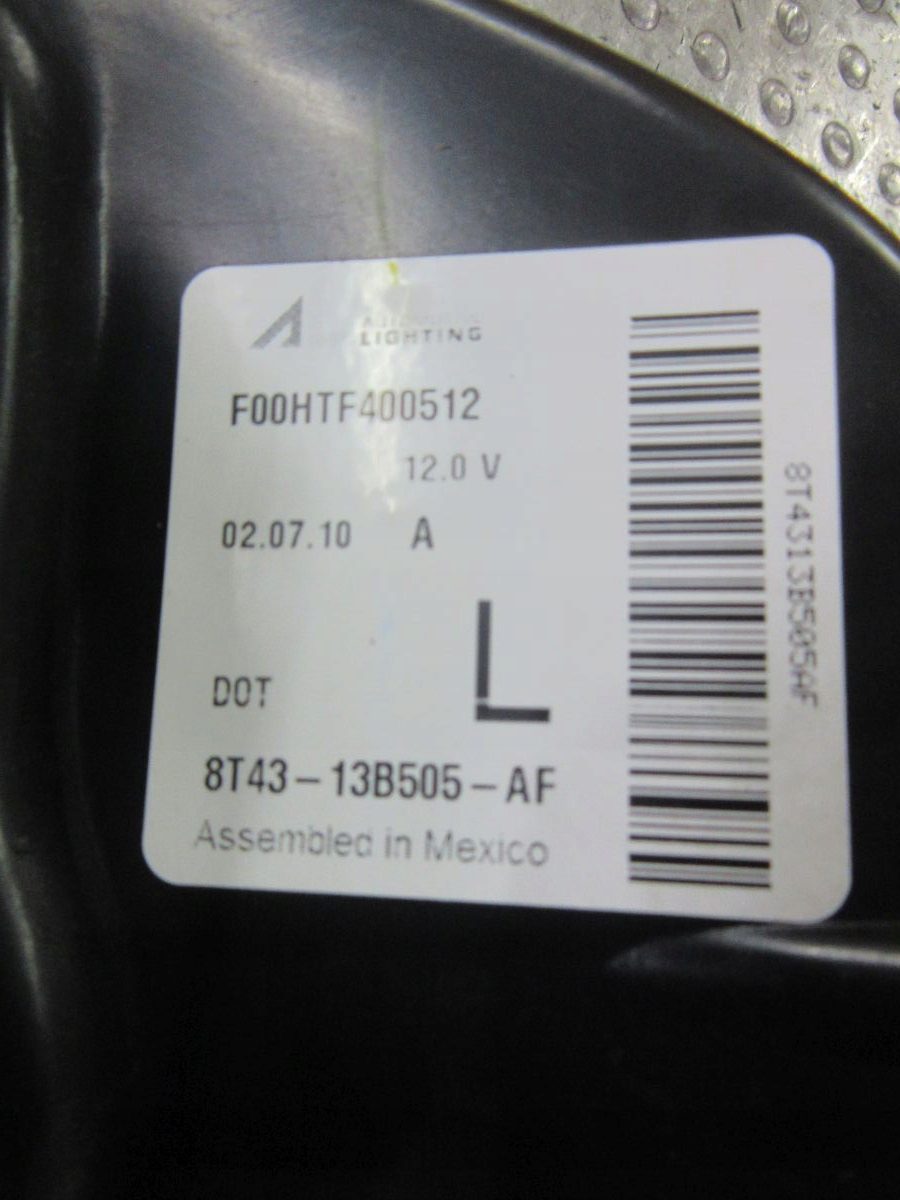 LIGHTING
F00HTF400512
12.0 V
02.07.10 A
DOT
L
8T43-13B505-AF
Assembled in Mexico
8T4313B505AF